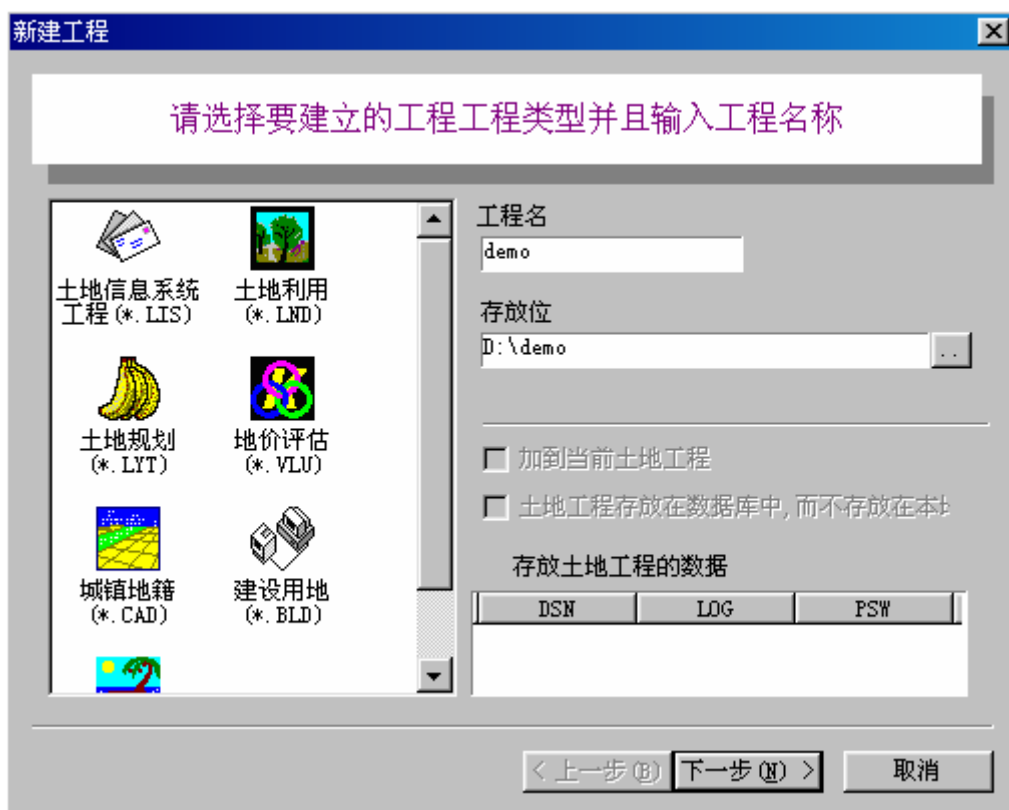 新建工程
请选择要建立的工程工程类型并且输入工程名称
土地信息系统
工程(*.LIS)
土地利用
(*.LND)
土地规划
(*.LYT)
地价评估
(*.VLU)
城镇地籍
(*.CAD)
建设用地
(*.BLD)
工程名
demo
存放位
D:\demo
..
加到当前土地工程
土地工程存放在数据库中,而不存放在本
存放土地工程的数据
DSN LOG PSW
< 上一步(B) 下一步(N) > 取消